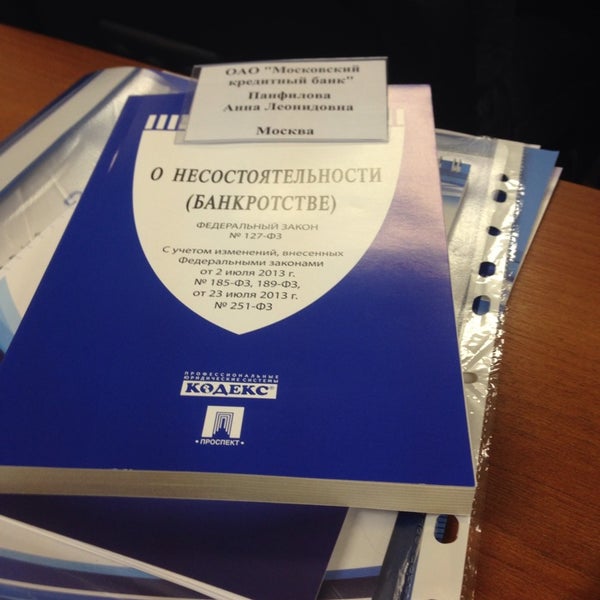 ОАО "Московский
кредитный банк"
Панфилова
Анна Леонидовна
Москва
О НЕСОСТОЯТЕЛЬНОСТИ
(БАНКРОТСТВЕ)
ФЕДЕРАЛЬНЫЙ ЗАКОН
№ 127-ФЗ
С учетом изменений, внесенных
Федеральными законами
от 2 июля 2013 г.
№ 185-ФЗ, 189-ФЗ,
от 23 июля 2013 г.
№ 251-ФЗ
ПРОФЕССИОНАЛЬНЫЕ
ЮРИДИЧЕСКИЕ СИСТЕМЫ
КОДЕКС®
• ПРОСПЕКТ •